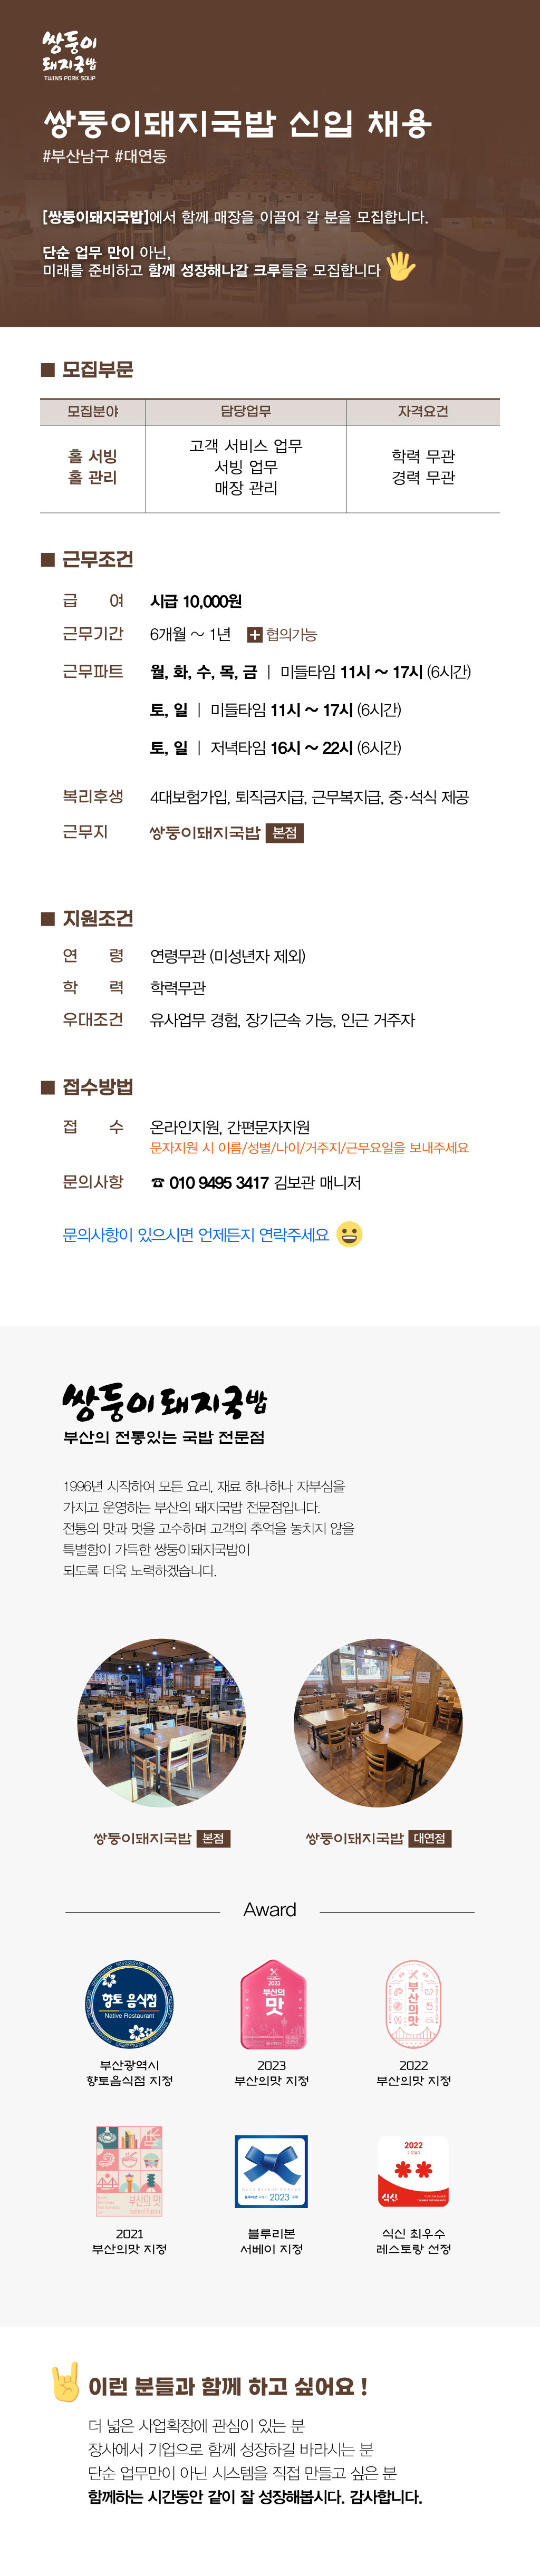 쌍둥이
돼지국밥
TWINS PORK SOUP
쌍둥이돼지국밥 신입 채용
#부산남구 #대연동
[쌍둥이돼지국밥]에서 함께 매장을 이끌어 갈 분을 모집합니다.
단순 업무 만이 아닌,
미래를 준비하고 함께 성장해나갈 크루들을 모집합니다
■ 모집부문
모집분야 담당업무 자격요건
홀 서빙
홀 관리
고객 서비스 업무
서빙 업무
매장 관리
학력 무관
경력 무관
■ 근무조건
급 여 시급 10,000원
근무기간 6개월 ~ 1년 + 협의가능
근무파트 월, 화, 수, 목, 금 | 미들타임 11시 ~ 17시 (6시간)
토, 일 | 미들타임 11시 ~ 17시 (6시간)
토, 일 | 저녁타임 16시 ~ 22시 (6시간)
복리후생 4대보험가입, 퇴직금지급, 근무복지급, 중·석식 제공
근무지 쌍둥이돼지국밥 본점
■ 지원조건
연 령 연령무관 (미성년자 제외)
학 력 학력무관
우대조건 유사업무 경험, 장기근속 가능, 인근 거주자
■ 접수방법
접 수 온라인지원, 간편문자지원
문자지원 시 이름/성별/나이/거주지/근무요일을 보내주세요
문의사항 ☎ 010 9495 3417 김보관 매니저
문의사항이 있으시면 언제든지 연락주세요
쌍둥이돼지국밥
부산의 전통있는 국밥 전문점
1996년 시작하여 모든 요리, 재료 하나하나 자부심을
가지고 운영하는 부산의 돼지국밥 전문점입니다.
전통의 맛과 멋을 고수하며 고객의 추억을 놓치지 않을
특별함이 가득한 쌍둥이돼지국밥이
되도록 더욱 노력하겠습니다.
쌍둥이돼지국밥 본점
쌍둥이돼지국밥 대연점
Award
향토 음식점
Native Restaurant
부산광역시
향토음식점 지정
2023
부산의
맛
2023
부산의맛 지정
부산의맛
2022
부산의맛 지정
부산의맛
2021
부산의맛 지정
2023
블루리본
서베이 지정
2022
식신
식신 최우수
레스토랑 선정
이런 분들과 함께 하고 싶어요 !
더 넓은 사업확장에 관심이 있는 분
장사에서 기업으로 함께 성장하길 바라시는 분
단순 업무만이 아닌 시스템을 직접 만들고 싶은 분
함께하는 시간동안 같이 잘 성장해봅시다. 감사합니다.